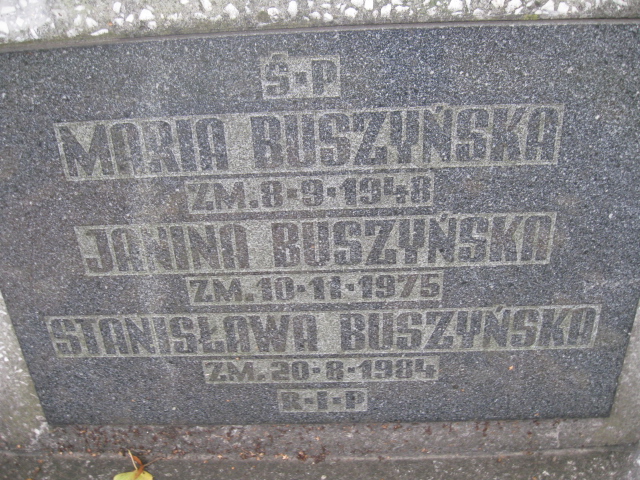 Ś•P
MARIA BUSZYŃSKA
ZM.8•9•1948
JANINA BUSZYŃSKA
ZM.10•11•1975
STANISŁAWA BUSZYŃSKA
ZM.20•8•1984
R•I•P